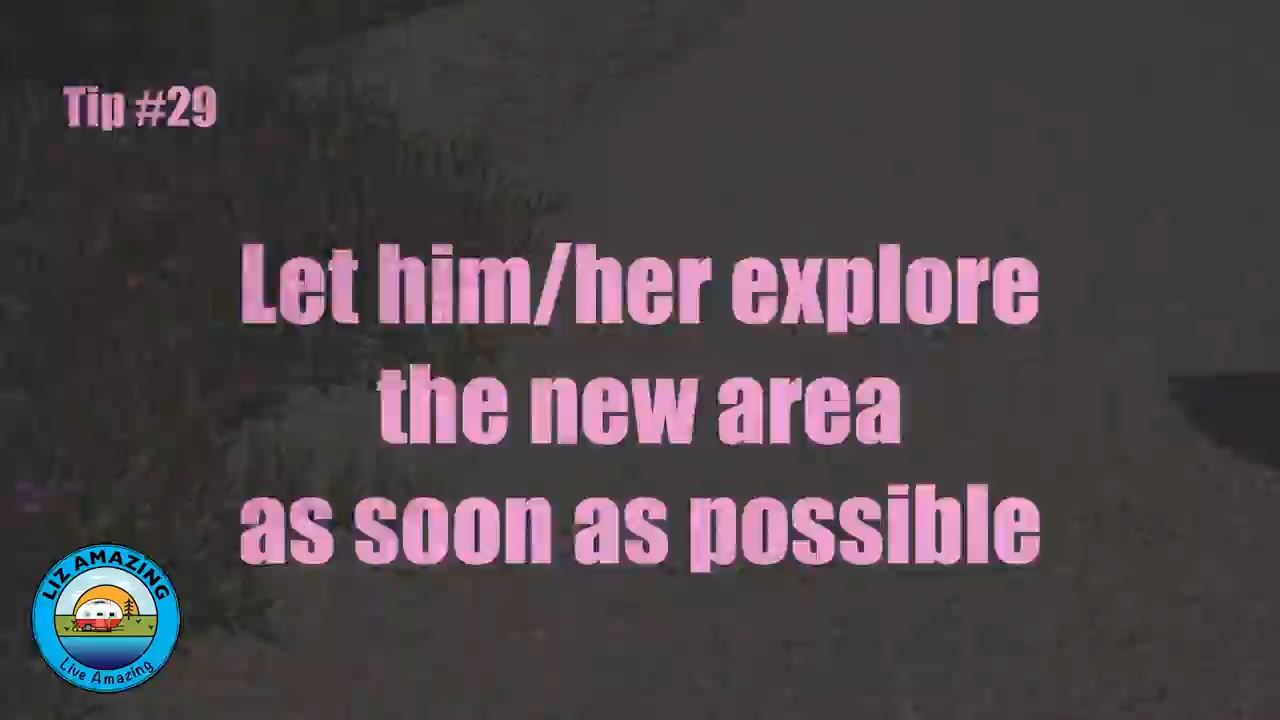 Tip #29
Let him/her explore
the new area
as soon as possible
LIZ AMAZING
Live Amazing